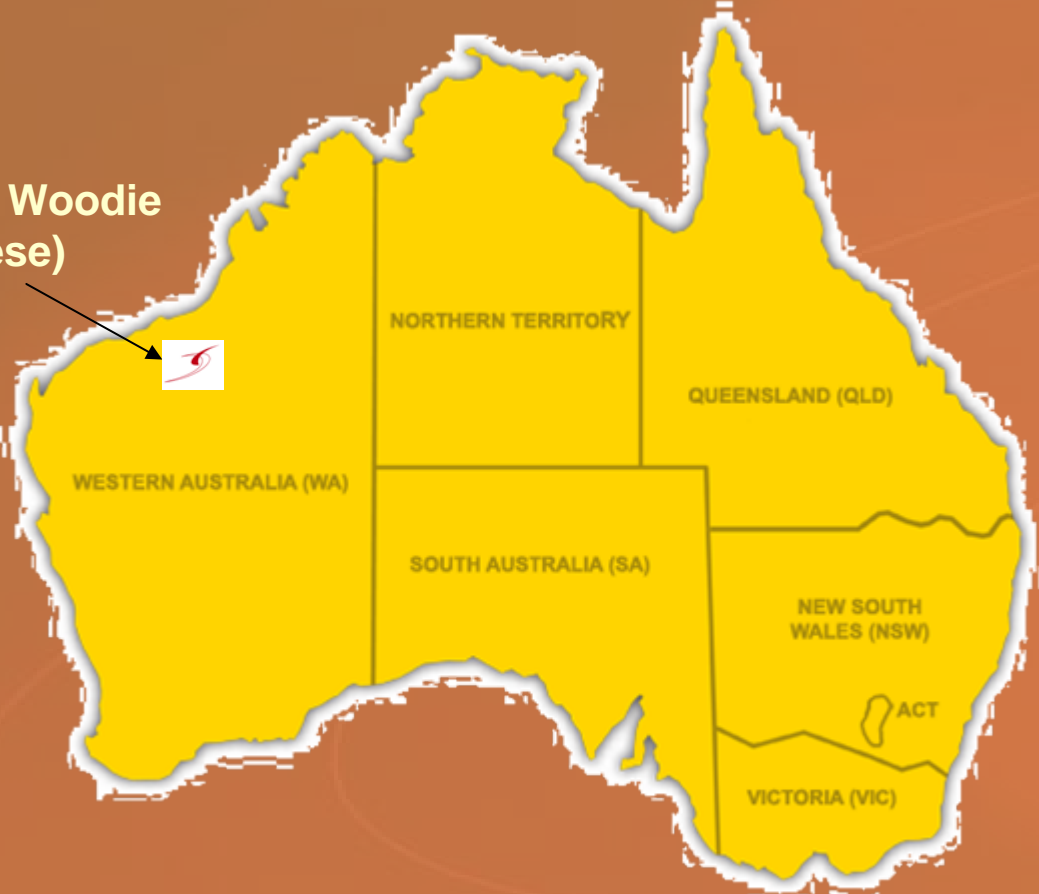 Woodie
ese)
NORTHERN TERRITORY
QUEENSLAND (QLD)
WESTERN AUSTRALIA (WA)
SOUTH AUSTRALIA (SA)
NEW SOUTH
WALES (NSW)
ACT
VICTORIA (VIC)